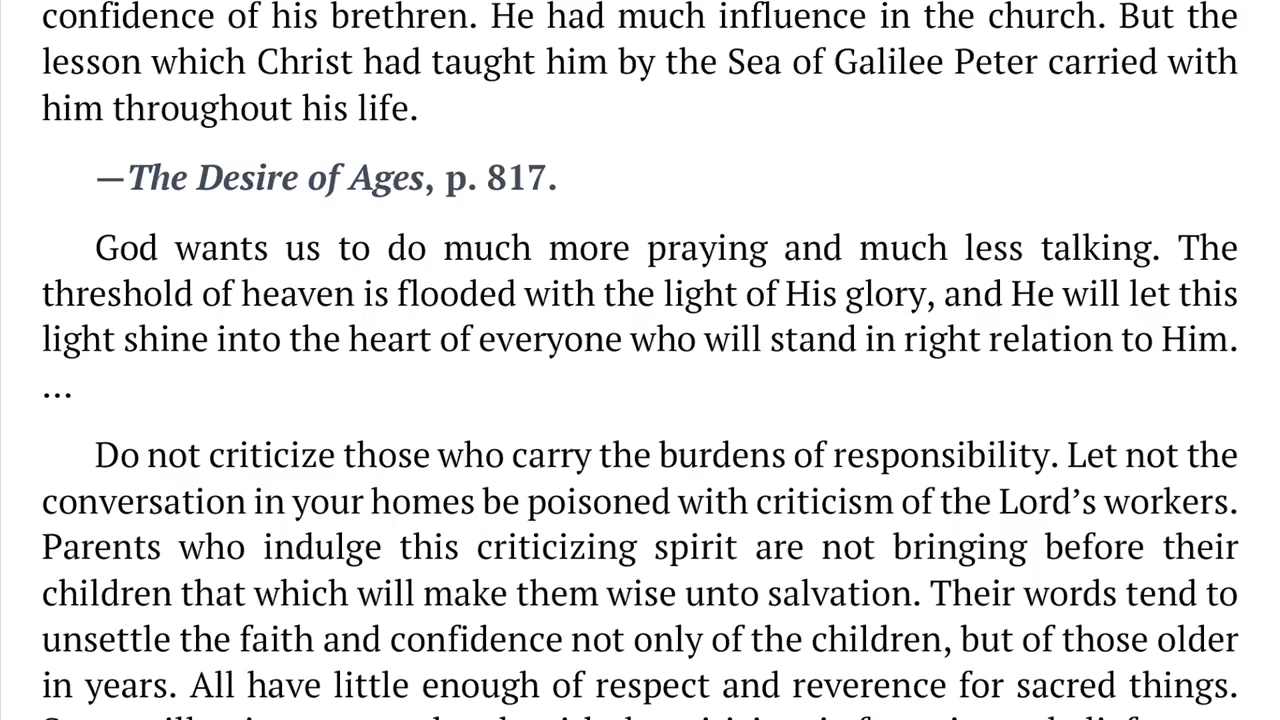 confidence of his brethren. He had much influence in the church. But the
lesson which Christ had taught him by the Sea of Galilee Peter carried with
him throughout his life.
—The Desire of Ages, p. 817.
God wants us to do much more praying and much less talking. The
threshold of heaven is flooded with the light of His glory, and He will let this
light shine into the heart of everyone who will stand in right relation to Him.
…
Do not criticize those who carry the burdens of responsibility. Let not the
conversation in your homes be poisoned with criticism of the Lord’s workers.
Parents who indulge this criticizing spirit are not bringing before their
children that which will make them wise unto salvation. Their words tend to
unsettle the faith and confidence not only of the children, but of those older
in years. All have little enough of respect and reverence for sacred things.